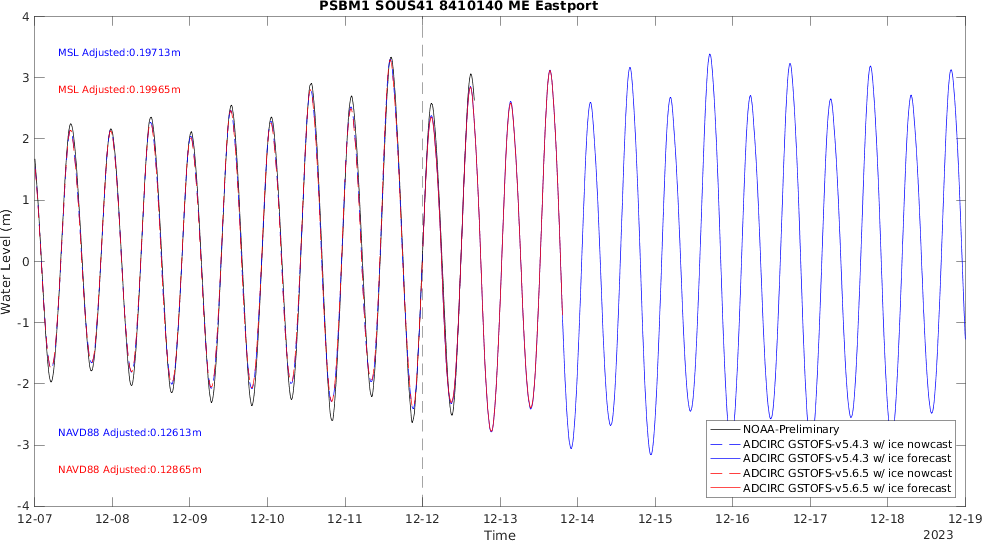 PSBM1 SOUS41 8410140 ME Eastport
4
3
2
1
0
-1
-2
-3
-4
Water Level (m)
MSL Adjusted:0.19713m
MSL Adjusted:0.19965m
NAVD88 Adjusted:0.12613m
NAVD88 Adjusted:0.12865m
NOAA-Preliminary
ADCIRC GSTOFS-v5.4.3 w/ ice nowcast
ADCIRC GSTOFS-v5.4.3 w/ ice forecast
ADCIRC GSTOFS-v5.6.5 w/ ice nowcast
ADCIRC GSTOFS-v5.6.5 w/ ice forecast
12-07 12-08 12-09 12-10 12-11 12-12 12-13 12-14 12-15 12-16 12-17 12-18 12-19
Time
2023